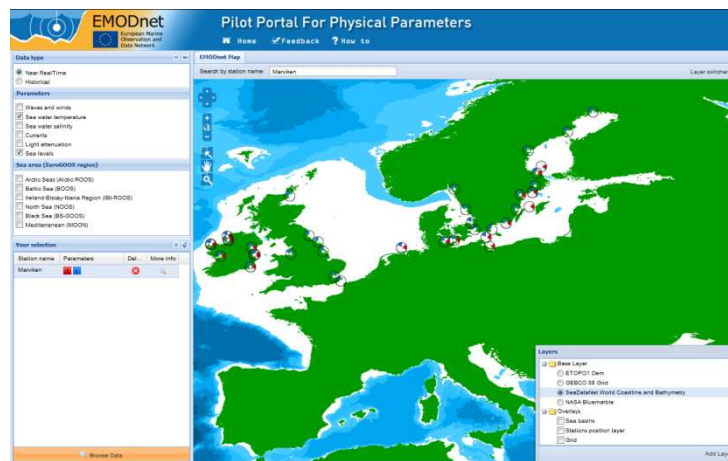 EMODnet
European Marine
Observation and
Data Network
Pilot Portal For Physical Parameters
Home Feedback ? How to
Data type
Near RealTime
Historical
Parameters
Waves and winds
Sea water temperature
Sea water salinity
Currents
Light attenuation
Sea levels
Sea area (EuroGOOS region)
Arctic Seas (Arctic ROOS)
Baltic Sea (BOOS)
Ireland-Biscay-Iberia Region (IBI-ROOS)
North Sea (NOOS)
Black Sea (BS-GOOS)
Mediterranean (MOON)
Your selection
Station name Parameters Del... More Info
Marviken
Browse Data
EMODnet Map
Search by station name: Marviken
Layer switcher
Layers
Base Layer
ETOPO1 Dem
GEBCO 08 Grid
SeaDataNet World Coastline and Bathymetry
NASA Bluemarble
Overlays
Sea basins
Stations position layer
Grid
Add Lay